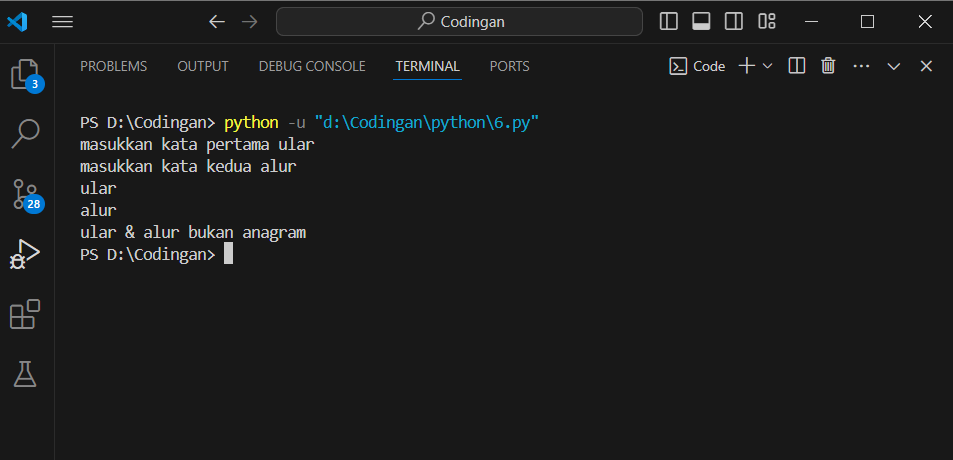 Codingan
PROBLEMS OUTPUT DEBUG CONSOLE TERMINAL PORTS Code
3
28
PS D:\Codingan> python -u "d:\Codingan\python\6.py"
masukkan kata pertama ular
masukkan kata kedua alur
ular
alur
ular & alur bukan anagram
PS D:\Codingan>